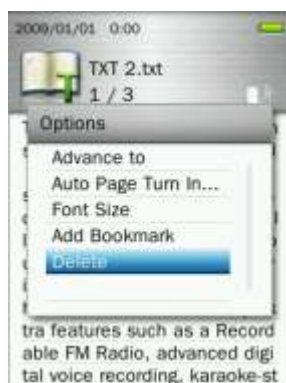 2009/01/01 0:00
TXT 2.txt
1 / 3
Options
Advance to
Auto Page Turn In...
Font Size
Add Bookmark
Delete
tra features such as a Record
able FM Radio, advanced digi
tal voice recording, karaoke-st